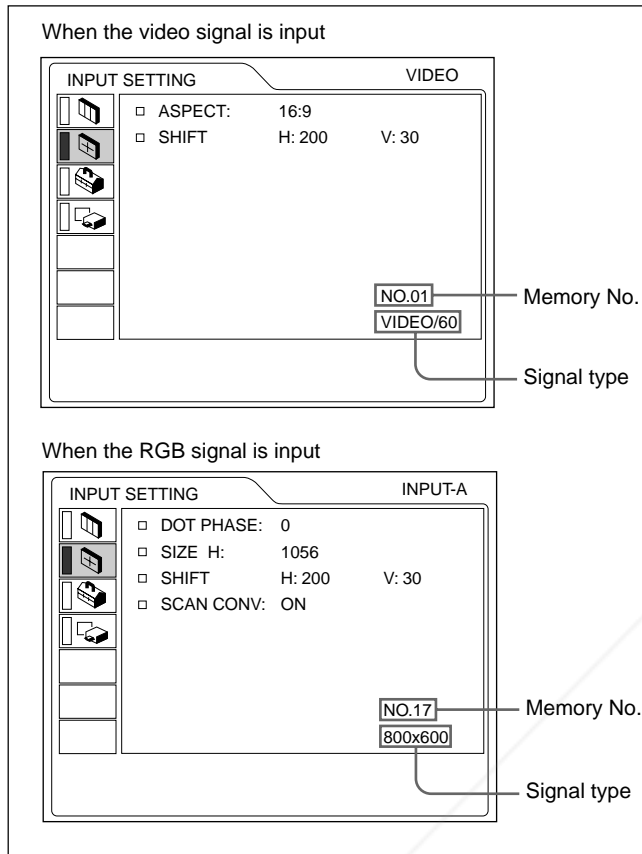 When the video signal is input
INPUT SETTING VIDEO
ASPECT: 16:9
SHIFT H: 200 V: 30
NO.01 Memory No.
VIDEO/60
Signal type
When the RGB signal is input
INPUT SETTING INPUT-A
DOT PHASE: 0
SIZE H: 1056
SHIFT H: 200 V: 30
SCAN CONV: ON
NO.17 Memory No.
800x600
Signal type